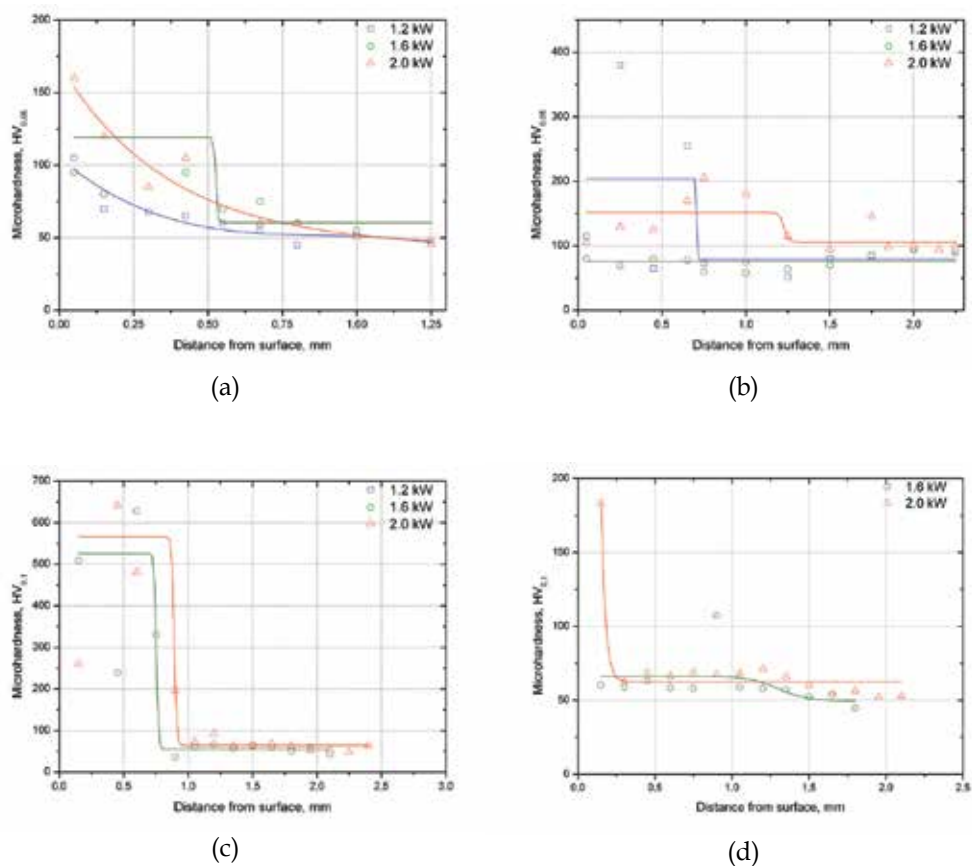 200
150
100
50
0
0.00 0.25 0.50 0.75 1.00 1.25
Microhardness, HV0.05
Distance from surface, mm
1.2 kW
1.6 kW
2.0 kW
(a)
400
300
200
100
0
0.0 0.5 1.0 1.5 2.0
Microhardness, HV0.05
Distance from surface, mm
1.2 kW
1.6 kW
2.0 kW
(b)
700
600
500
400
300
200
100
0
0.0 0.5 1.0 1.5 2.0 2.5 3.0
Microhardness, HV0.1
Distance from surface, mm
1.2 kW
1.6 kW
2.0 kW
(c)
200
150
100
50
0
0.0 0.5 1.0 1.5 2.0 2.5
Microhardness, HV0.1
Distance from surface, mm
1.6 kW
2.0 kW
(d)